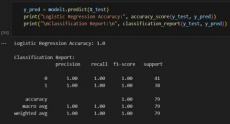 y_pred = model1.predict(X_test)
print("Logistic Regression Accuracy:", accuracy_score(y_test, y_pred))
print("\nClassification Report:\n", classification_report(y_test, y_pred))
Logistic Regression Accuracy: 1.0
Classification Report:
precision recall f1-score support
0 1.00 1.00 1.00 41
1 1.00 1.00 1.00 38
accuracy 1.00 79
macro avg 1.00 1.00 1.00 79
weighted avg 1.00 1.00 1.00 79